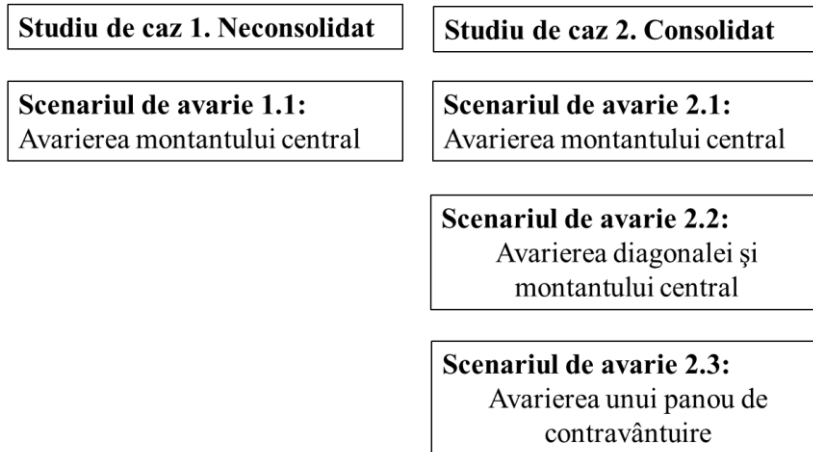 Studiu de caz 1. Neconsolidat
Scenariul de avarie 1.1:
Avarierea montantului central
Studiu de caz 2. Consolidat
Scenariul de avarie 2.1:
Avarierea montantului central
Scenariul de avarie 2.2:
Avarierea diagonalei şi
montantului central
Scenariul de avarie 2.3:
Avarierea unui panou de
contravântuire